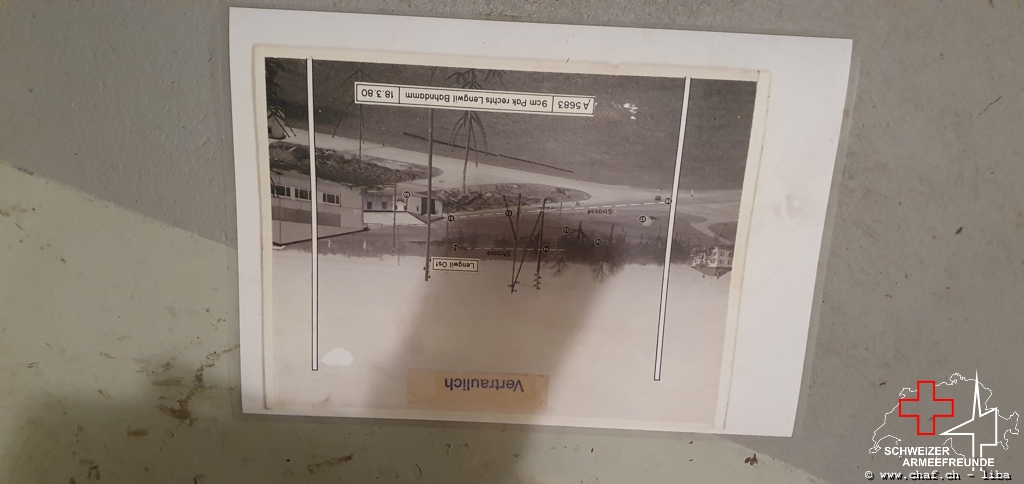 Vertraulich
Lengwil Ost
Strasse
Strasse
A 5683 9cm Pak rechts Lengwil Bahndamm 18.3.80
SCHWEIZER
ARMEEFREUNDE
© www.chaf.ch - liba